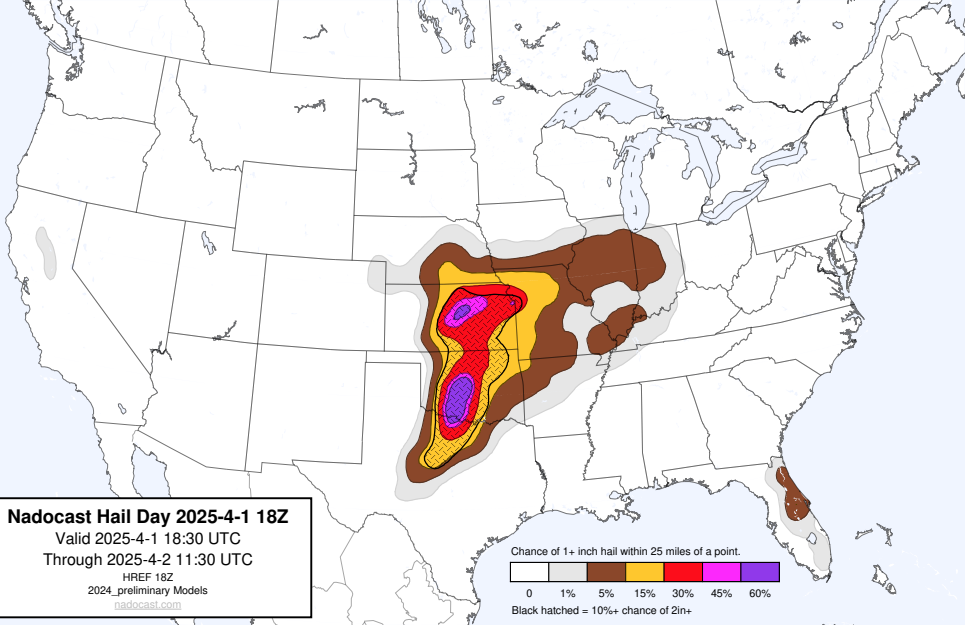 Nadocast Hail Day 2025-4-1 18Z
Valid 2025-4-1 18:30 UTC
Through 2025-4-2 11:30 UTC
HREF 18Z
2024_preliminary Models
nadocast.com
Chance of 1+ inch hail within 25 miles of a point.
0 1% 5% 15% 30% 45% 60%
Black hatched = 10%+ chance of 2in+